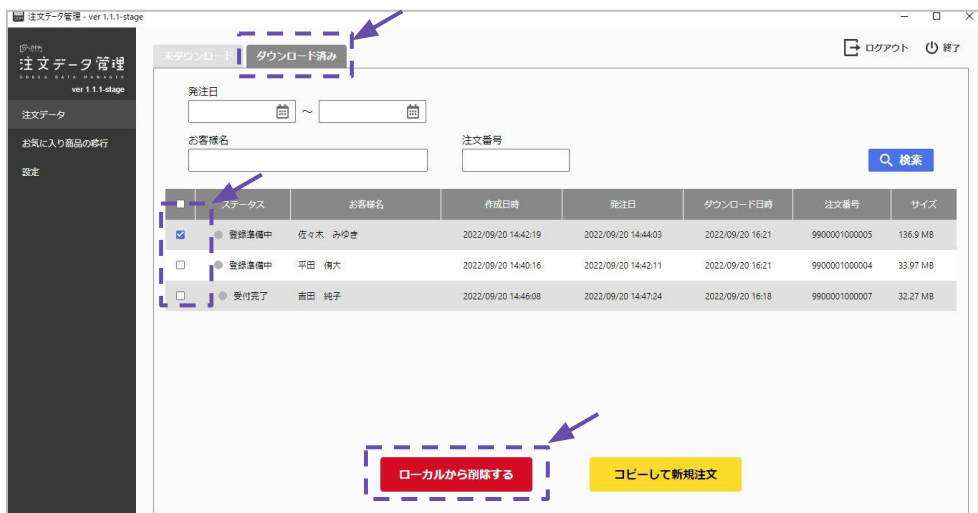 注文データ管理 - ver 1.1.1-stage
注文データ管理
ORDER DATA MANAGER
ver 1.1.1-stage
注文データ
お気に入り商品の移行
設定
未ダウンロード
ダウンロード済み
ログアウト
終了
発注日
～
お客様名
注文番号
検索
ステータス お客様名 作成日時 発注日 ダウンロード日時 注文番号 サイズ
登録準備中 佐々木 みゆき 2022/09/20 14:42:19 2022/09/20 14:44:03 2022/09/20 16:21 9900001000005 136.9 MB
登録準備中 平田 侑大 2022/09/20 14:40:16 2022/09/20 14:42:11 2022/09/20 16:21 9900001000004 33.97 MB
受付完了 吉田 純子 2022/09/20 14:46:08 2022/09/20 14:47:24 2022/09/20 16:18 9900001000007 32.27 MB
ローカルから削除する
コピーして新規注文